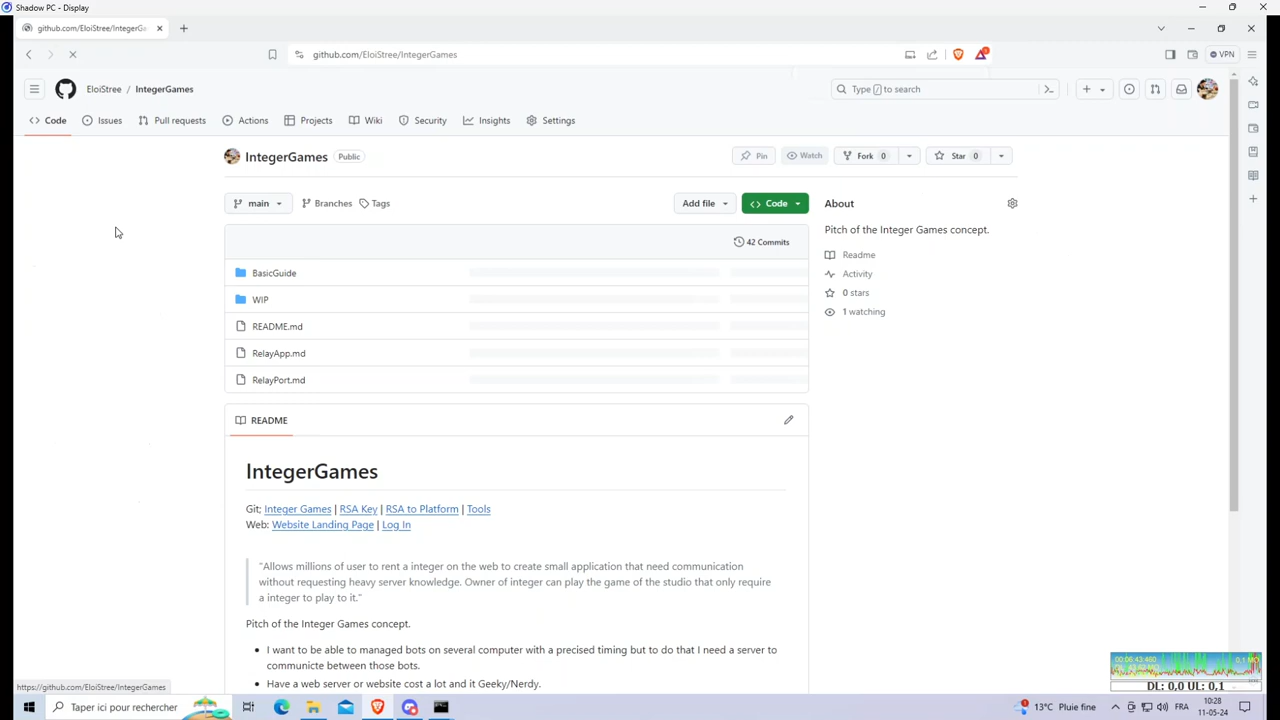 Shadow PC - Display
github.com/EloiStree/IntegerGa
github.com/EloiStree/IntegerGames
VPN
EloiStree / IntegerGames
Type / to search
Code
Issues
Pull requests
Actions
Projects
Wiki
Security
Insights
Settings
IntegerGames Public
Pin
Watch
Fork 0
Star 0
main
Branches
Tags
Add file
Code
About
Pitch of the Integer Games concept.
Readme
Activity
0 stars
1 watching
42 Commits
BasicGuide
WIP
README.md
RelayApp.md
RelayPort.md
README
IntegerGames
Git; Integer Games | RSA Key | RSA to Platform | Tools
Web: Website Landing Page | Log In
"Allows millions of user to rent a integer on the web to create small application that need communication
without requesting heavy server knowledge. Owner of integer can play the game of the studio that only require
a integer to play to it."
Pitch of the Integer Games concept.
• I want to be able to managed bots on several computer with a precised timing but to do that I need a server to
communicte between those bots.
• Have a web server or website cost a lot and it Geeky/Nerdy.
https://github.com/EloiStree/IntegerGames
0,1 MO
DL: 0,0 UL: 0,1
Taper ici pour rechercher
13°C Pluie fine
FRA
10:28
11-05-24